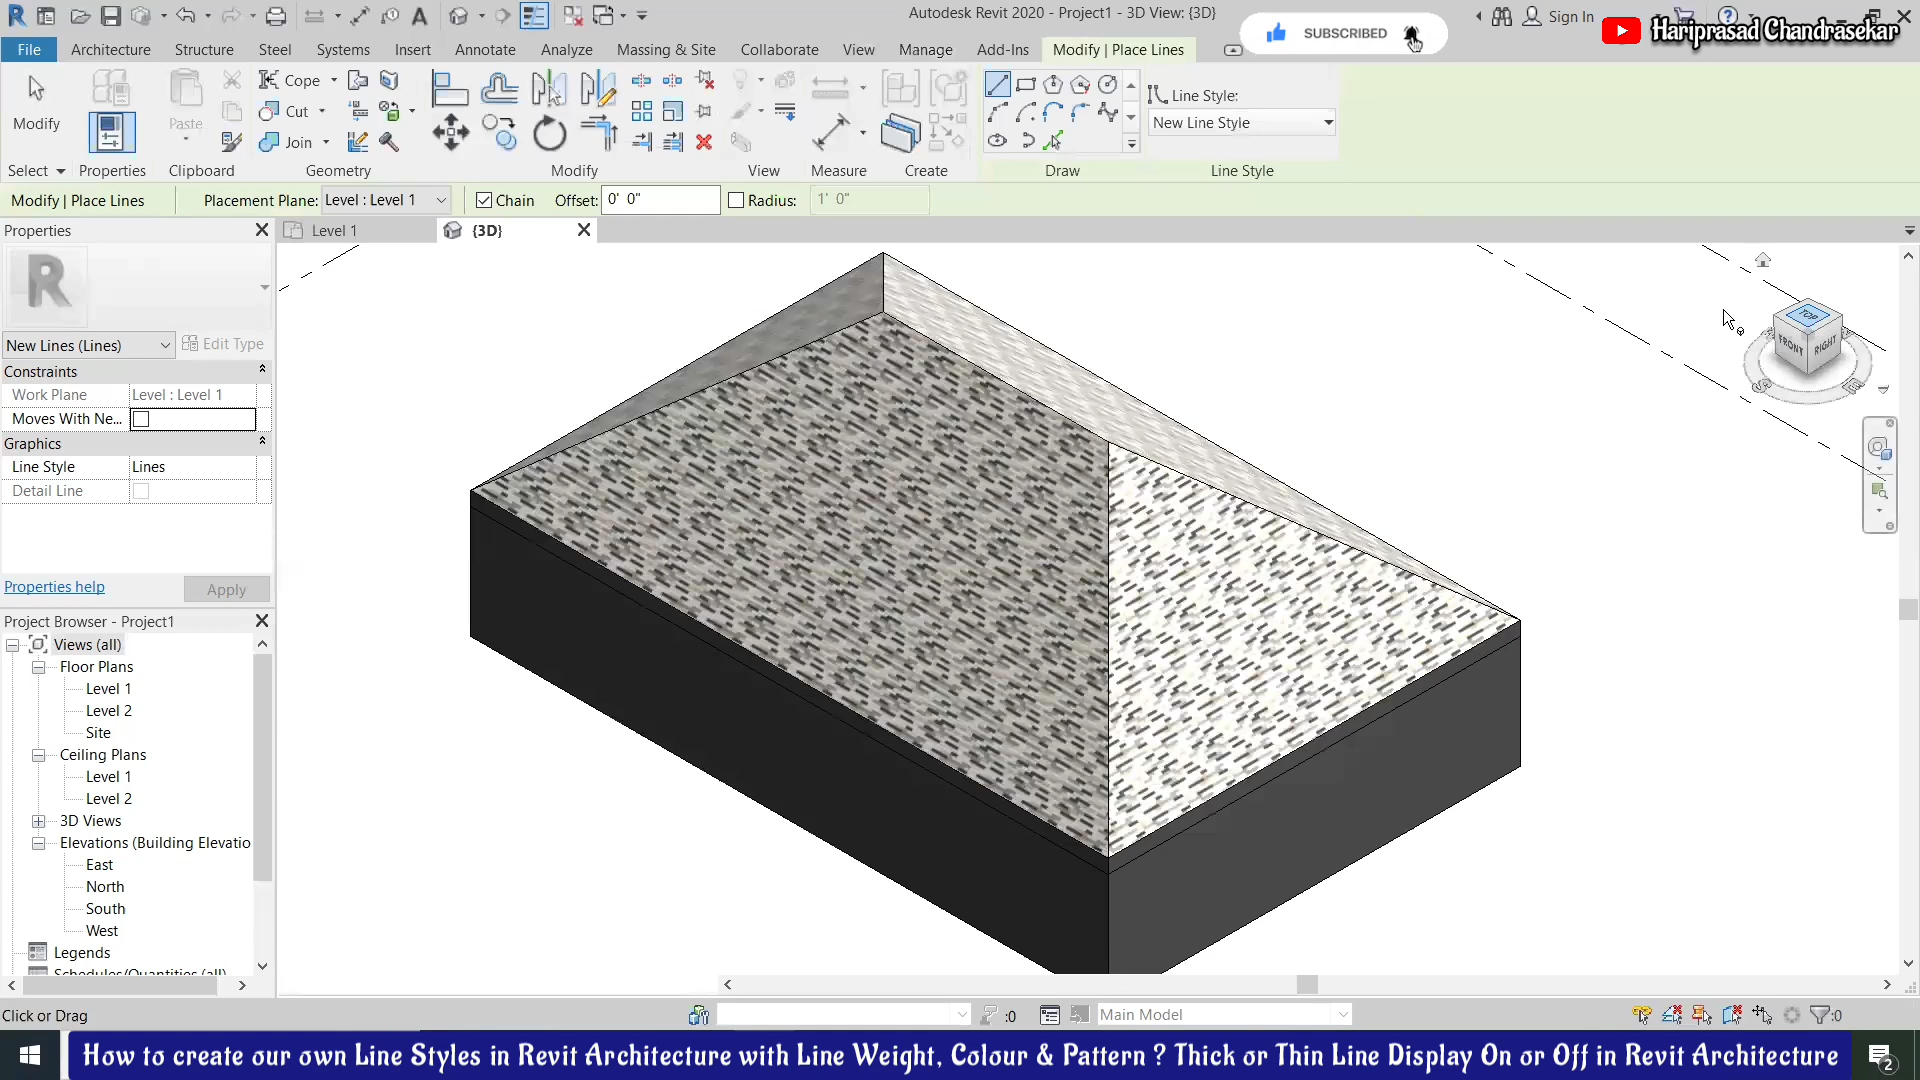 Autodesk Revit 2020 - Project1 - 3D View: {3D}
Sign In
SUBSCRIBED
Hariprasad Chandrasekar
File Architecture Structure Steel Systems Insert Annotate Analyze Massing & Site Collaborate View Manage Add-Ins Modify | Place Lines
Modify
Paste
Cope
Cut
Join
Line Style:
New Line Style
Select Properties Clipboard Geometry Modify View Measure Create Draw Line Style
Modify | Place Lines Placement Plane: Level : Level 1 Chain Offset: 0' 0" Radius: 1' 0"
Properties
Level 1
{3D}
R
New Lines (Lines) Edit Type
Constraints
Work Plane Level : Level 1
Moves With Ne...
Graphics
Line Style Lines
Detail Line
Properties help Apply
Project Browser - Project1
Views (all)
Floor Plans
Level 1
Level 2
Site
Ceiling Plans
Level 1
Level 2
3D Views
Elevations (Building Elevatio
East
North
South
West
Legends
Schedules/Quantities (all)
TOP
FRONT
RIGHT
S
E
Click or Drag
:0
Main Model
:0
How to create our own Line Styles in Revit Architecture with Line Weight, Colour & Pattern ? Thick or Thin Line Display On or Off in Revit Architecture
2